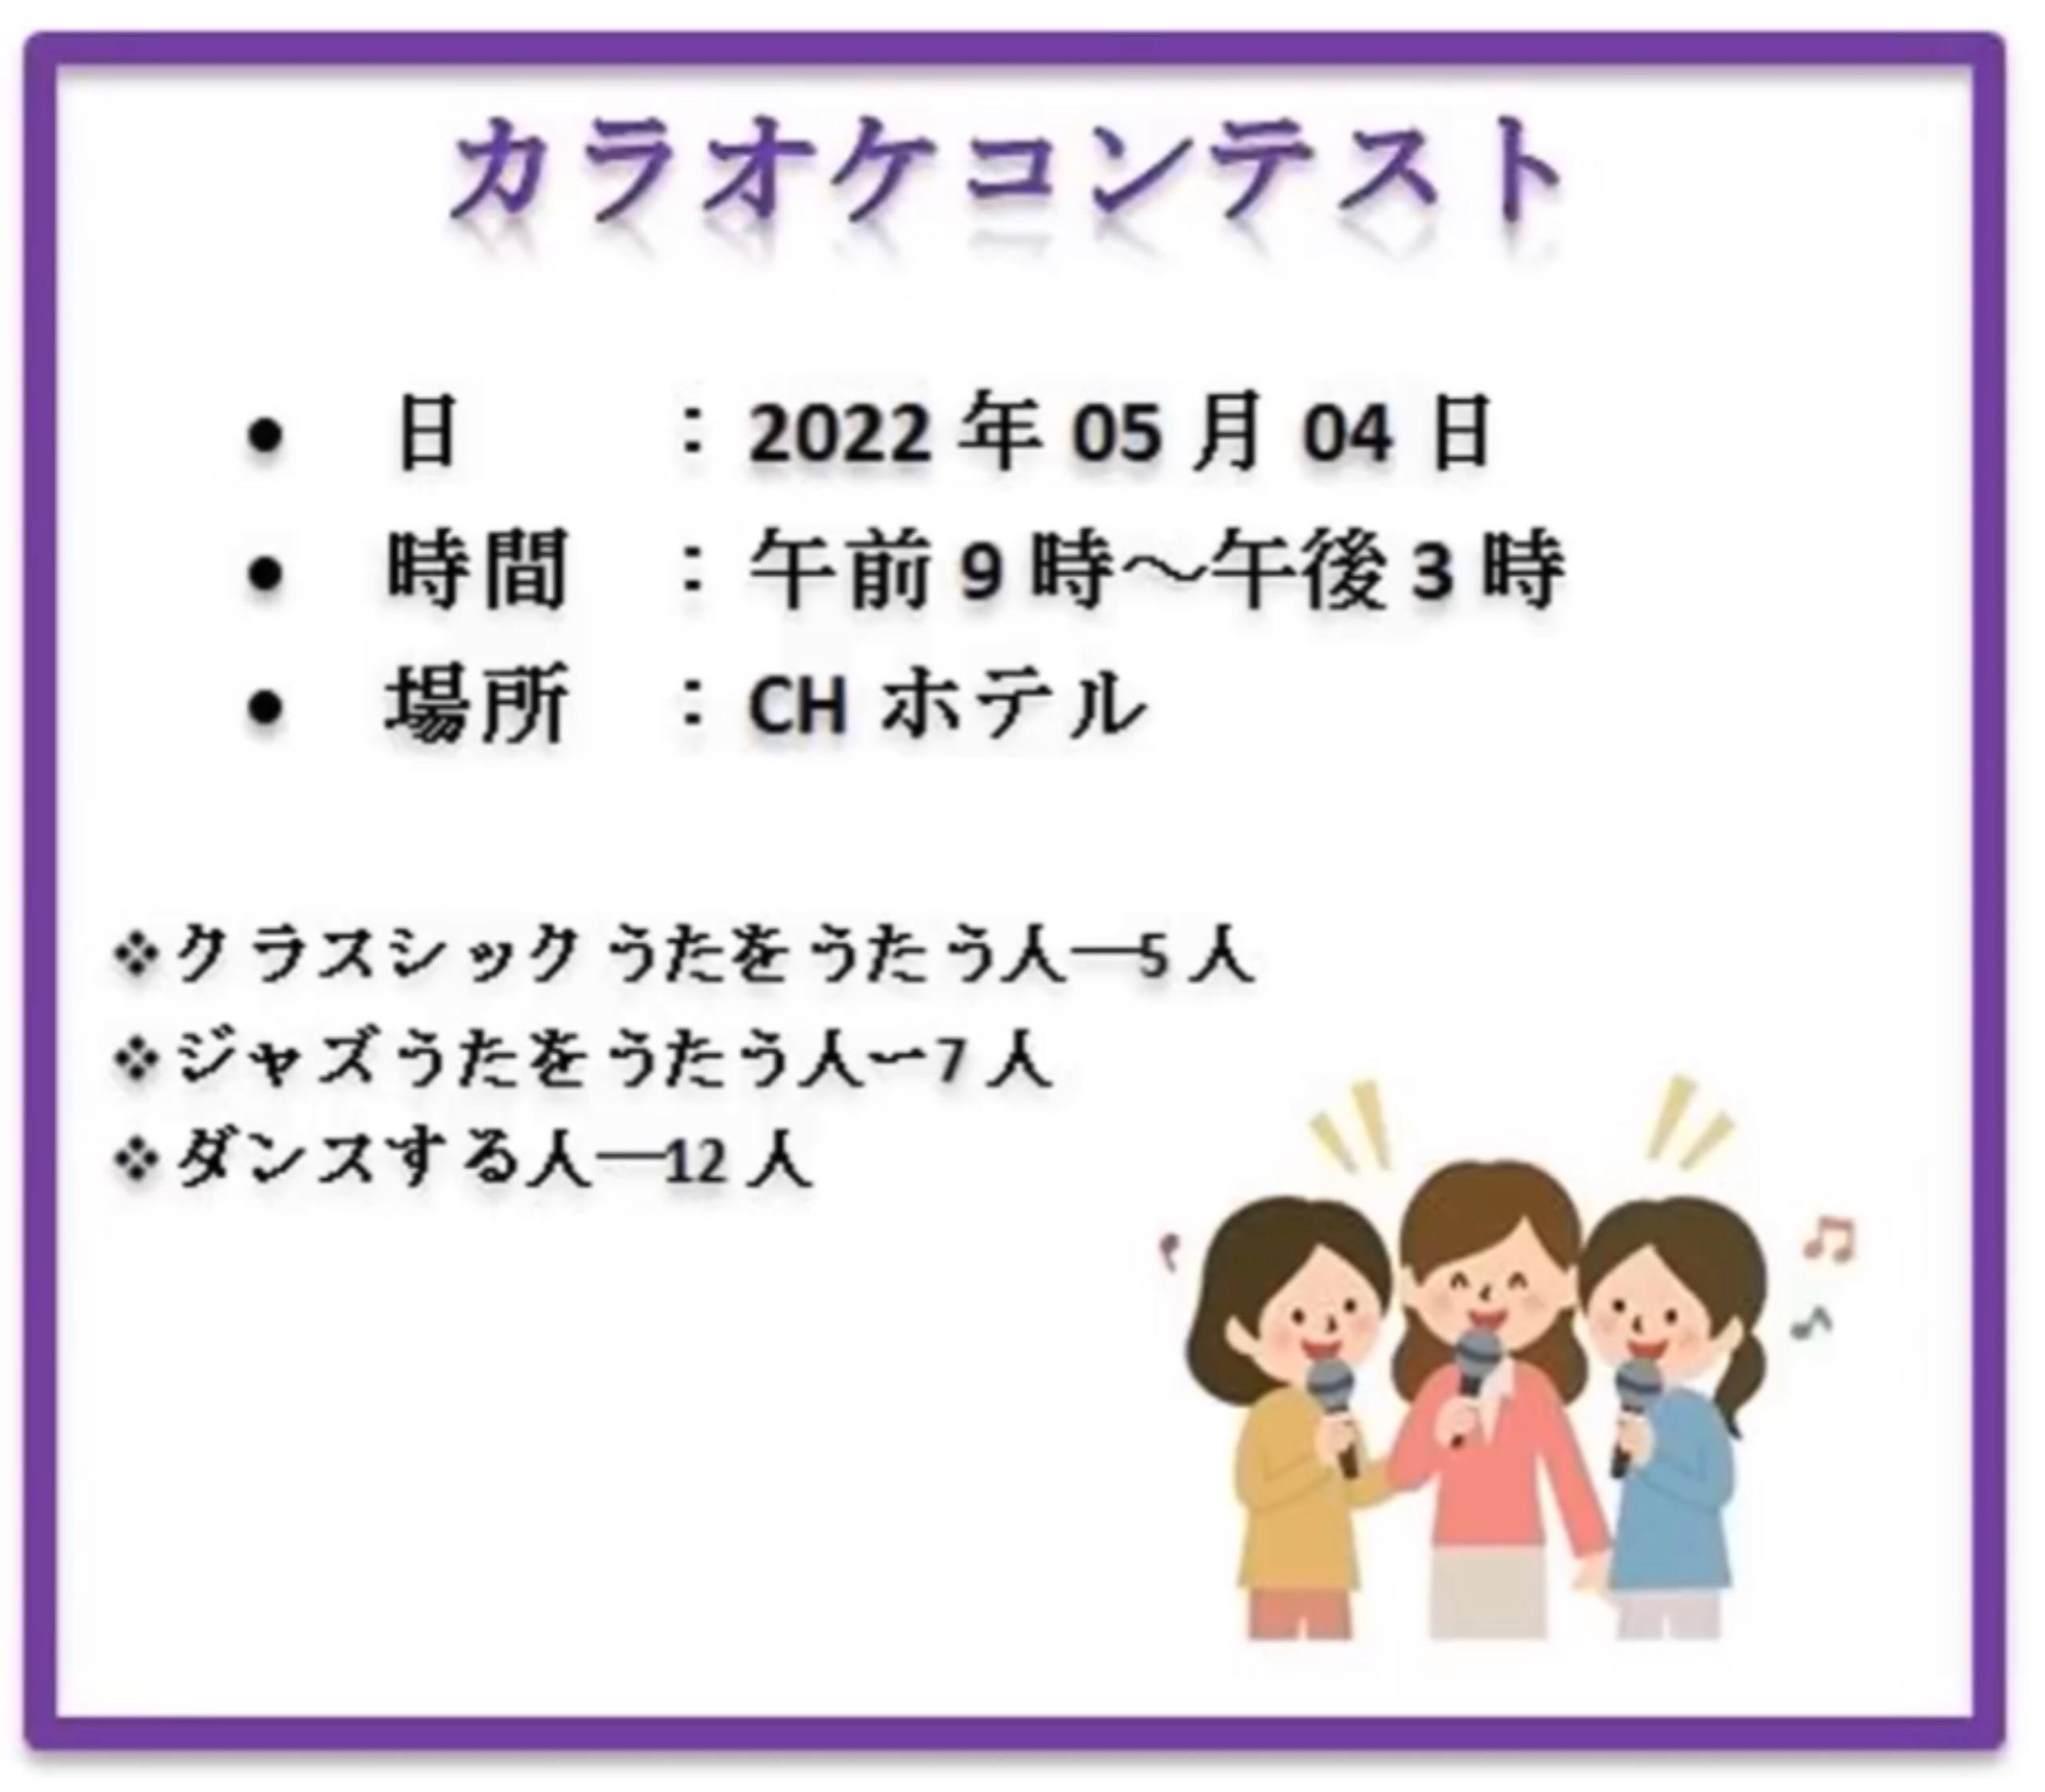 カラオケコンテスト
● 日 : 2022 年 05 月 04 日
● 時間 : 午前 9 時～午後 3 時
● 場所 : CH ホテル
❖クラスシックうたをうたう人—5 人
❖ジャズうたをうたう人ー7 人
❖ダンスする人—12 人